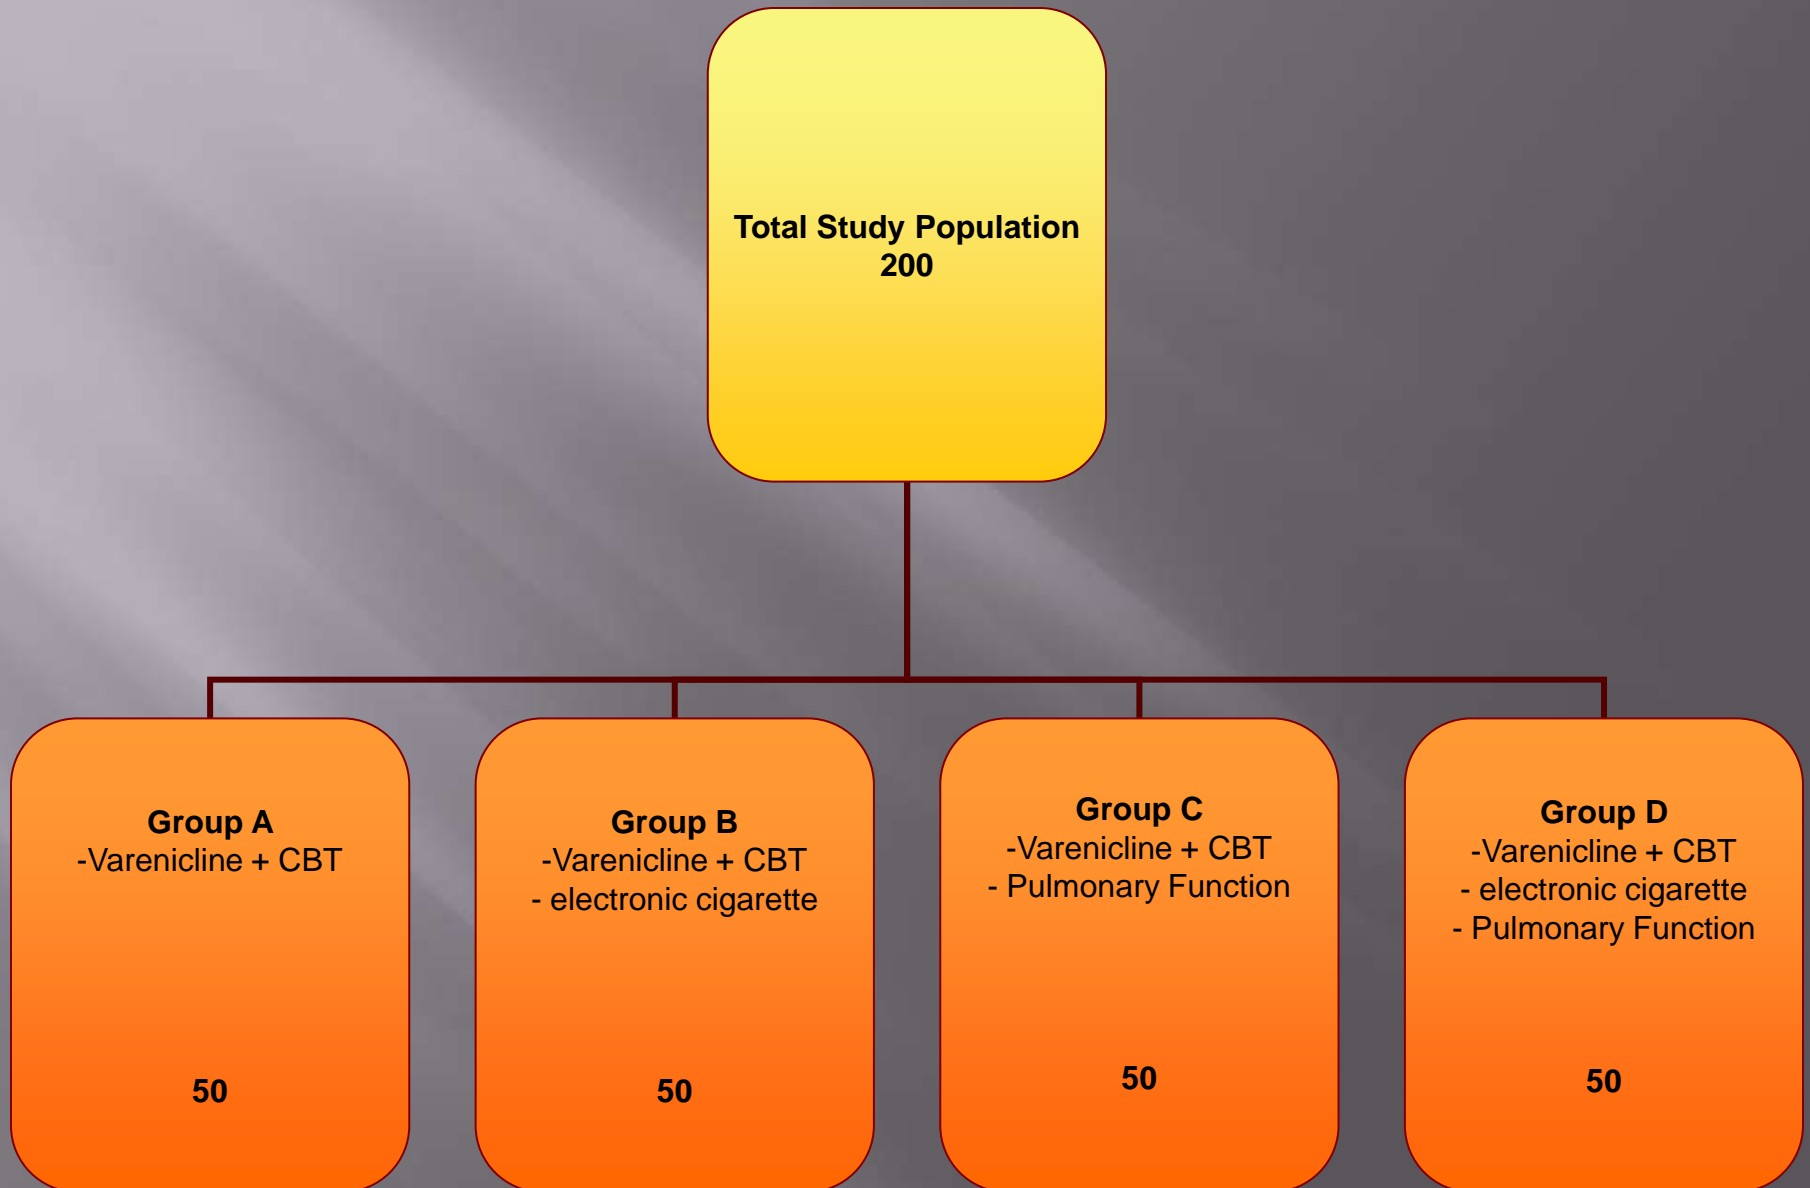 Total Study Population
200
Group A
-Varenicline + CBT
50
Group B
-Varenicline + CBT
- electronic cigarette
50
Group C
-Varenicline + CBT
- Pulmonary Function
50
Group D
-Varenicline + CBT
- electronic cigarette
- Pulmonary Function
50